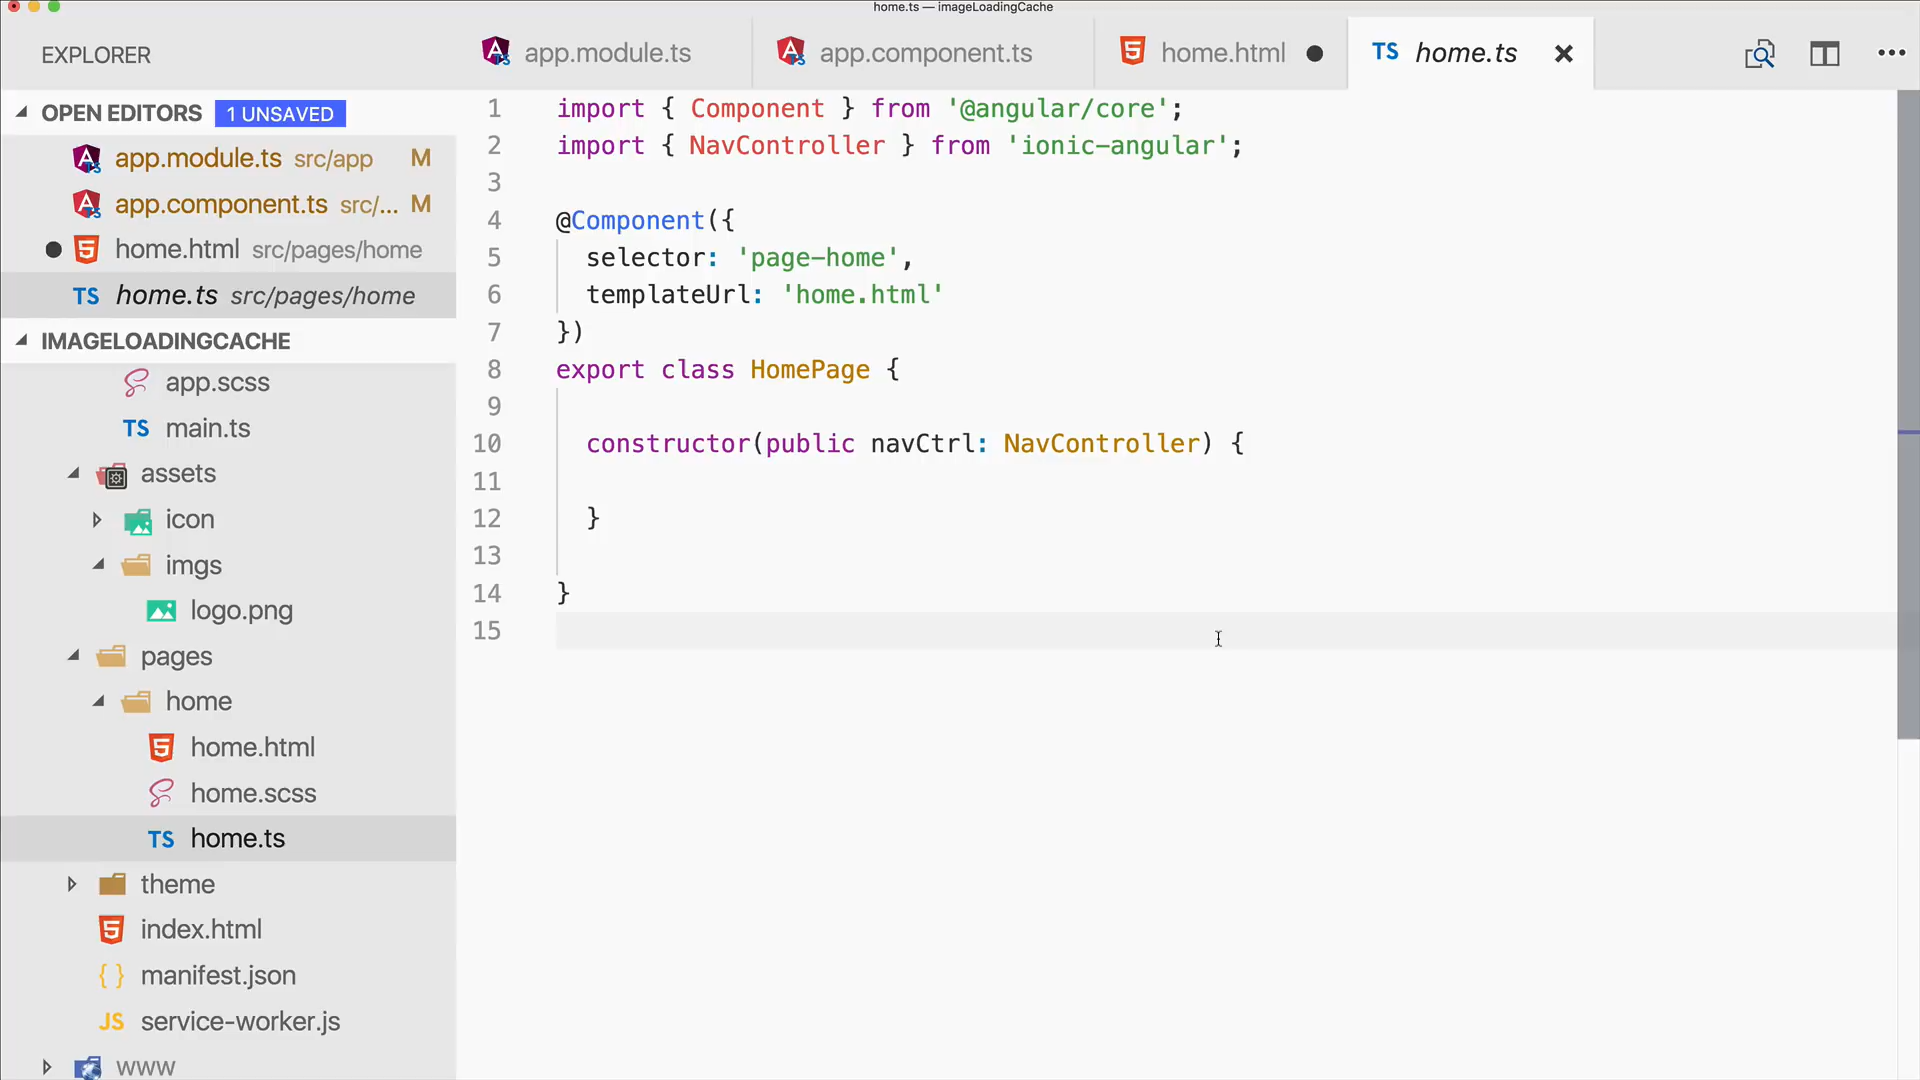 home.ts — imageLoadingCache
EXPLORER
app.module.ts
app.component.ts
home.html
TS home.ts
OPEN EDITORS 1 UNSAVED
app.module.ts src/app M
app.component.ts src/... M
home.html src/pages/home
TS home.ts src/pages/home
IMAGELOADINGCACHE
app.scss
TS main.ts
assets
icon
imgs
logo.png
pages
home
home.html
home.scss
TS home.ts
theme
index.html
{ } manifest.json
JS service-worker.js
www
1 import { Component } from '@angular/core';
2 import { NavController } from 'ionic-angular';
3
4 @Component({
5 selector: 'page-home',
6 templateUrl: 'home.html'
7 })
8 export class HomePage {
9
10 constructor(public navCtrl: NavController) {
11
12 }
13
14 }
15